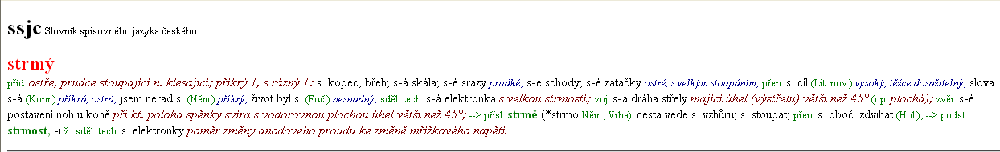 ssjc Slovník spisovného jazyka českého
strmý
příd. ostře, prudce stoupající n. klesající; příkrý 1, s rázný 1: s. kopec, břeh; s-á skála; s-é srázy prudké; s-é schody; s-é zatáčky ostré, s velkým stoupáním; přen. s. cíl (Lit. nov.) vysoký, těžce dosažitelný; slova
s-á (Konr.) příkrá, ostrá; jsem nerad s. (Něm.) příkrý; život byl s. (Fuč.) nesnadný; sděl. tech. s-á elektronka s velkou strmostí; voj. s-á dráha střely mající úhel (výstřelu) větší než 45° (op. plochá); zvěr. s-é
postavení noh u koně při kt. poloha spěnky svírá s vodorovnou plochou úhel větší než 45°; --> přísl. strmě (*strmo Něm., Vrba): cesta vede s. vzhůru; s. stoupat; přen. s. obočí zdvihat (Hol.); --> podst.
strmost, -i ž.: sděl. tech. s. elektronky poměr změny anodového proudu ke změně mřížkového napětí